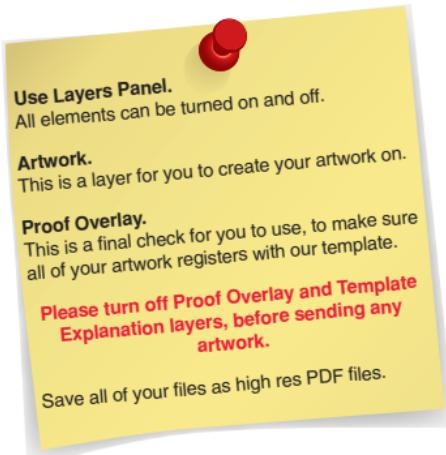 Use Layers Panel.
All elements can be turned on and off.
Artwork.
This is a layer for you to create your artwork on.
Proof Overlay.
This is a final check for you to use, to make sure
all of your artwork registers with our template.
Please turn off Proof Overlay and Template
Explanation layers, before sending any
artwork.
Save all of your files as high res PDF files.